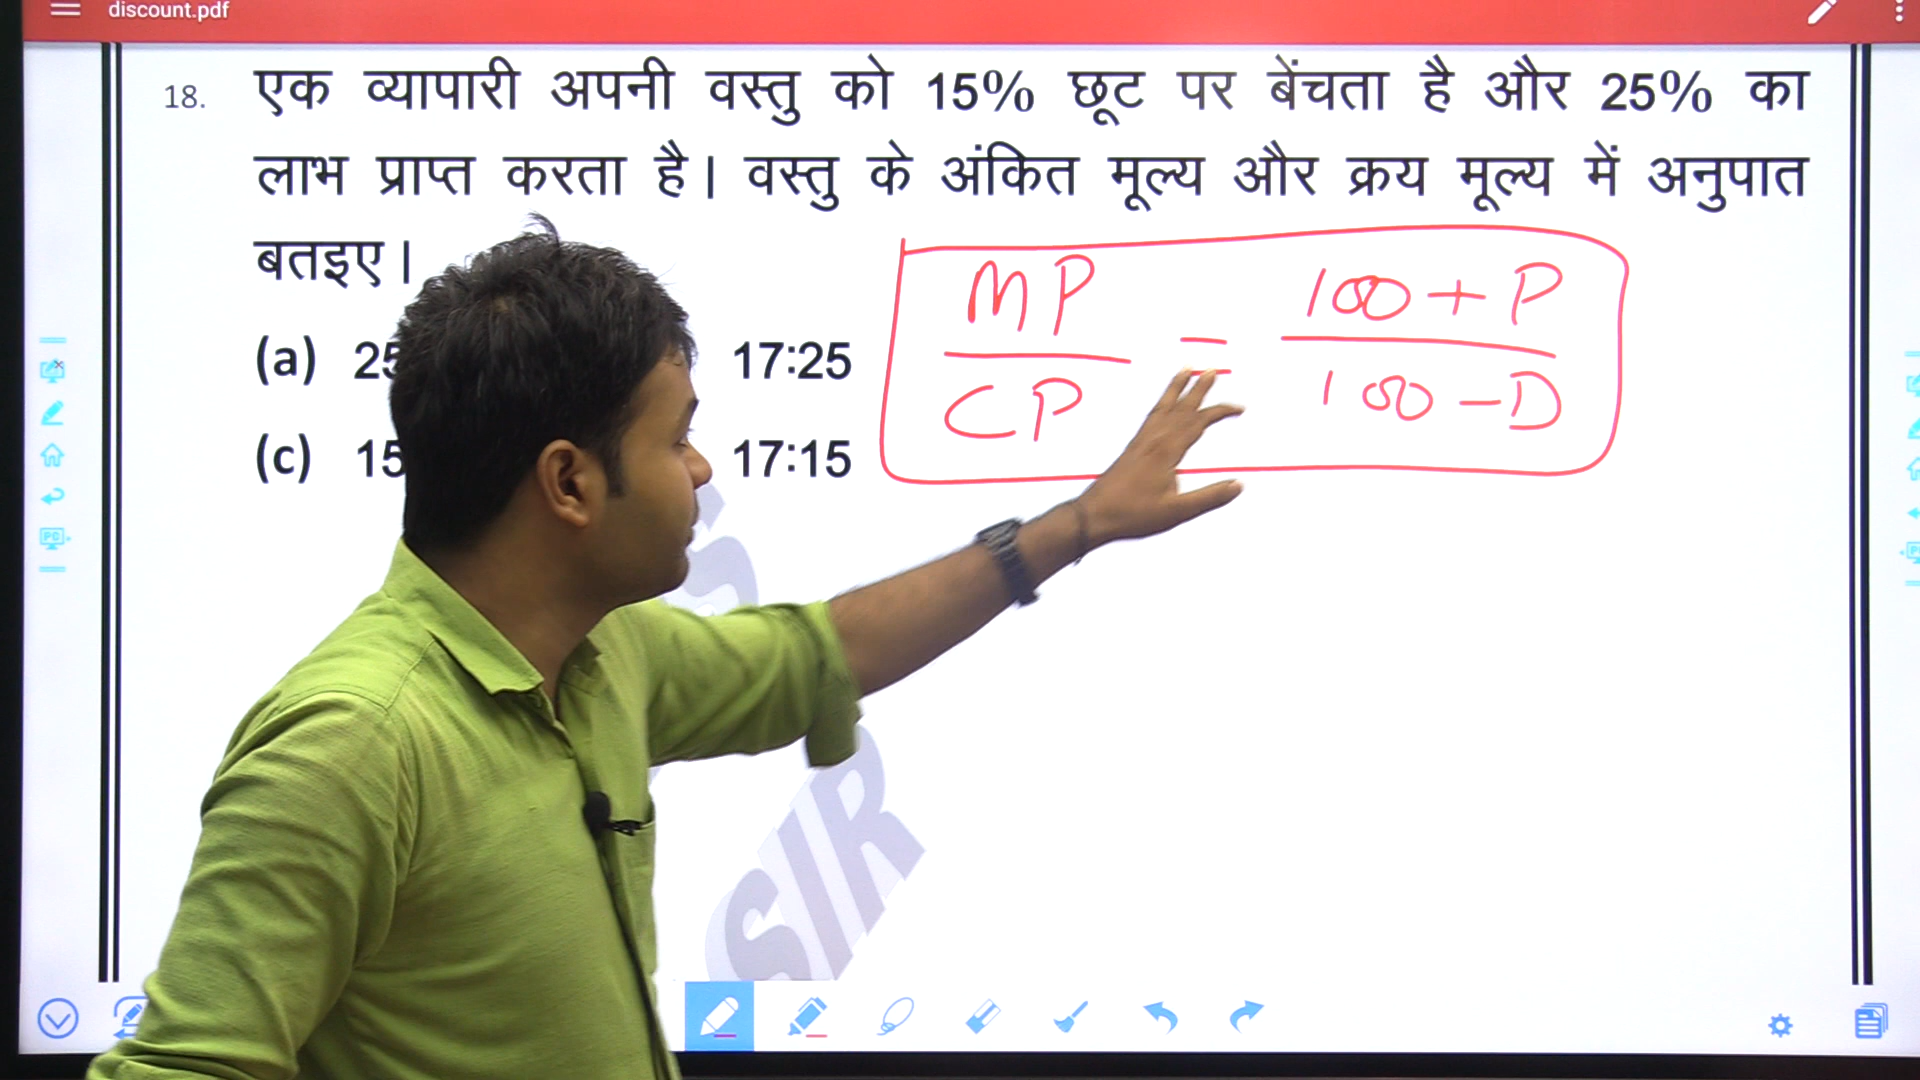 discount.pdf
18. एक व्यापारी अपनी वस्तु को 15% छूट पर बेंचता है और 25% का
लाभ प्राप्त करता है। वस्तु के अंकित मूल्य और क्रय मूल्य में अनुपात
बतइए।
(a) 25 17:25
(c) 15 17:15
MP/CP = 100+P/100-D
SIR